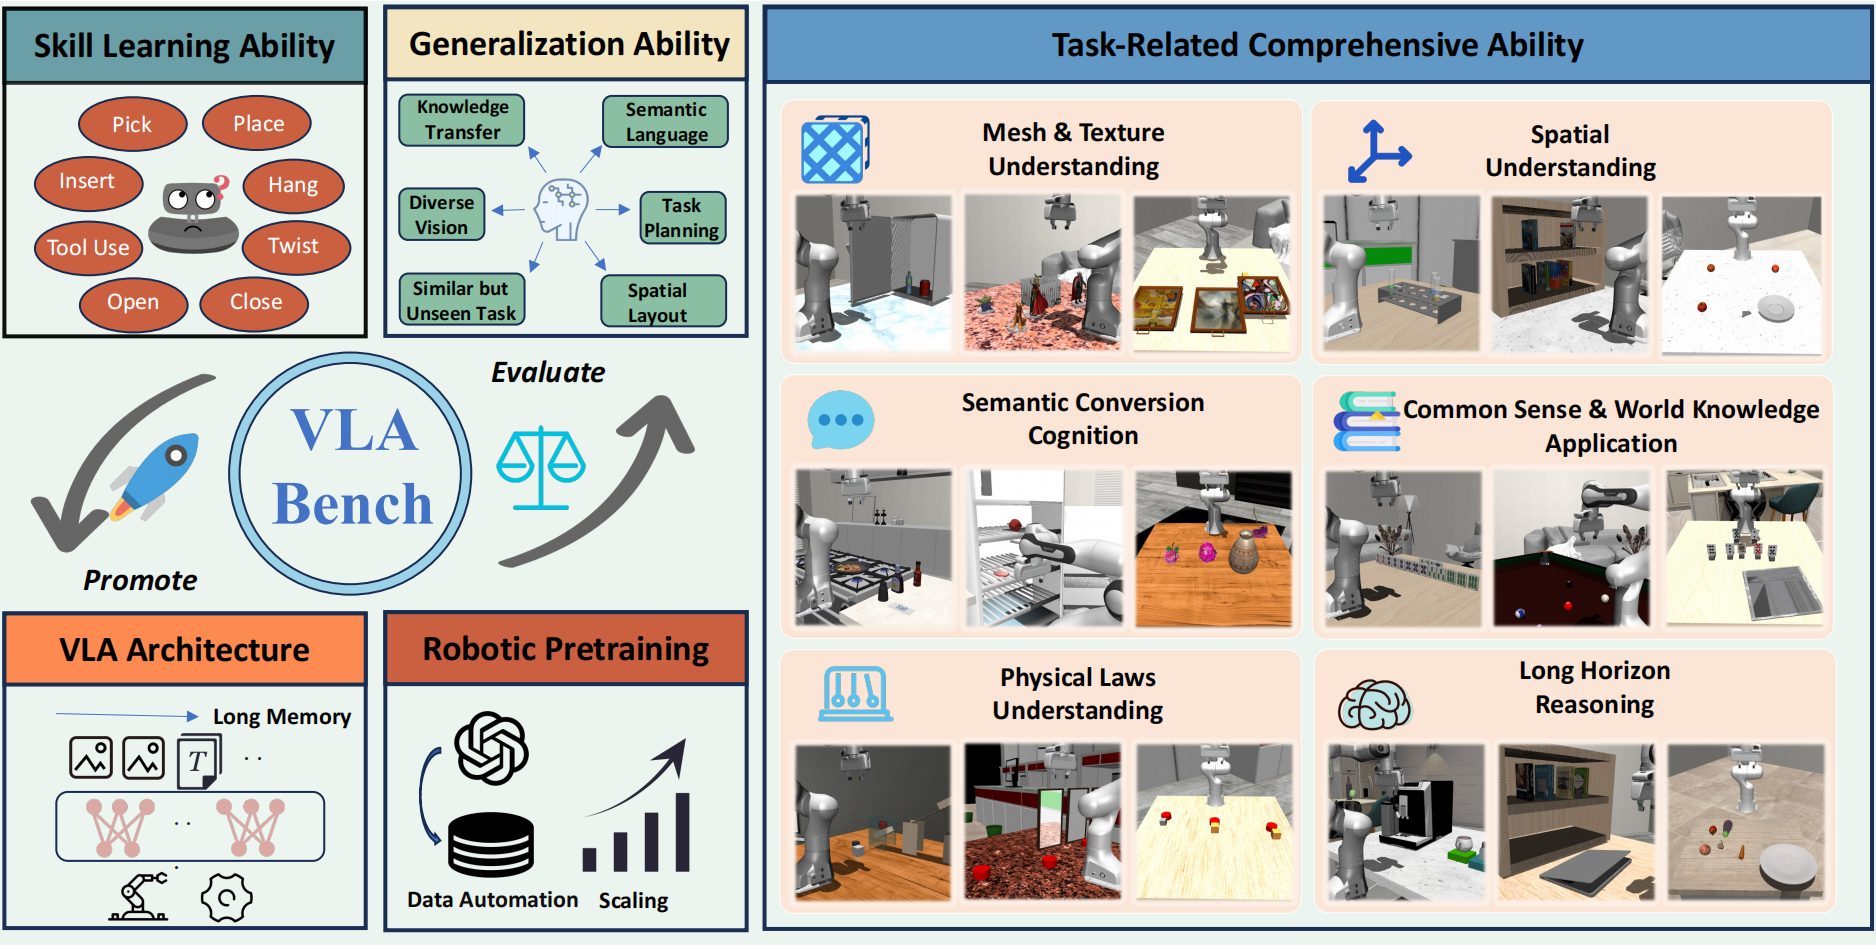 Skill Learning Ability
Pick
Place
Insert
Hang
?
Tool Use
Twist
Open
Close
Generalization Ability
Knowledge
Transfer
Semantic
Language
Diverse
Vision
Task
Planning
Similar but
Unseen Task
Spatial
Layout
Evaluate
VLA
Bench
Promote
VLA Architecture
Long Memory
T
Robotic Pretraining
Data Automation
Scaling
Task-Related Comprehensive Ability
Mesh & Texture
Understanding
Spatial
Understanding
Semantic Conversion
Cognition
Common Sense & World Knowledge
Application
Physical Laws
Understanding
Long Horizon
Reasoning